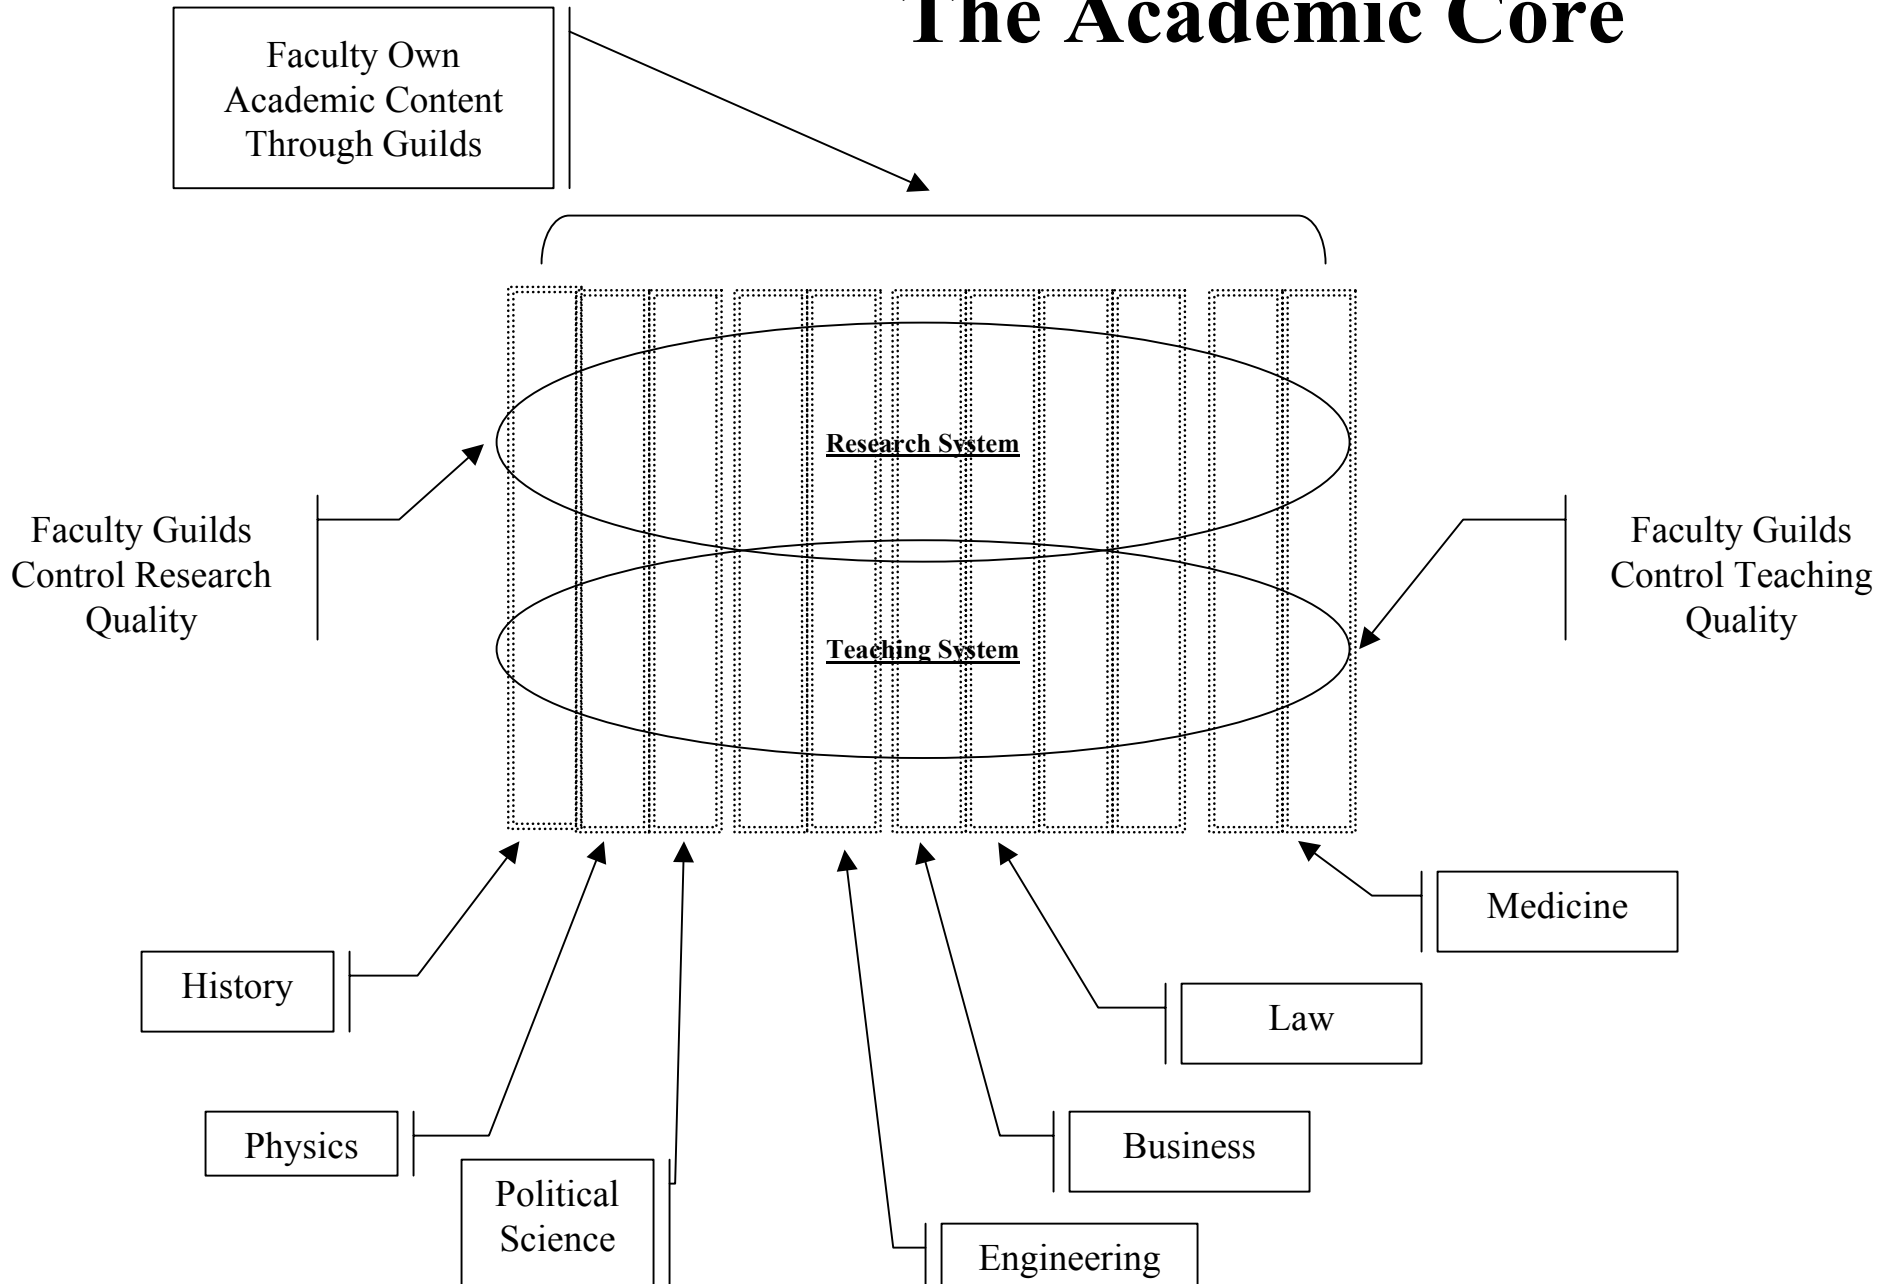 The Academic Core
Faculty Own
Academic Content
Through Guilds
Research System
Faculty Guilds
Control Research
Quality
Faculty Guilds
Control Teaching
Quality
Teaching System
Medicine
History
Law
Physics
Business
Political
Science
Engineering